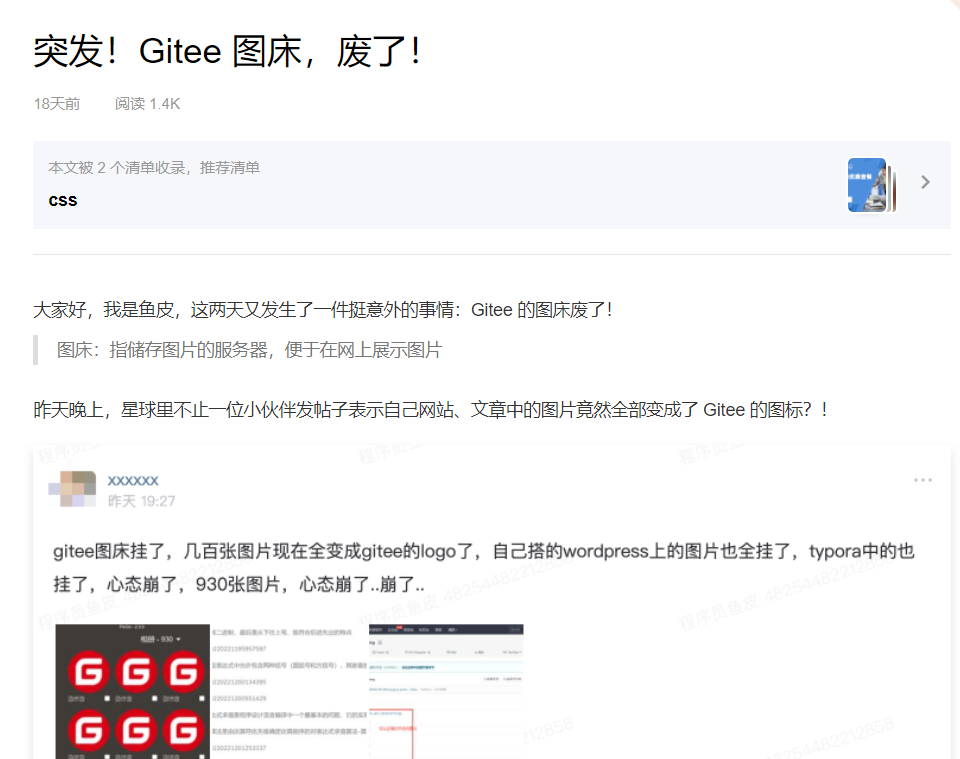 突发！Gitee 图床，废了！
18天前 阅读 1.4K
本文被 2 个清单收录，推荐清单
css
大家好，我是鱼皮，这两天又发生了一件挺意外的事情：Gitee 的图床废了！
图床：指储存图片的服务器，便于在网上展示图片
昨天晚上，星球里不止一位小伙伴发帖子表示自己网站、文章中的图片竟然全部变成了 Gitee 的图标？！
xxxxxx
昨天 19:27
gitee图床挂了，几百张图片现在全变成gitee的logo了，自己搭的wordpress上的图片也全挂了，typora中的也
挂了，心态崩了，930张图片，心态崩了..崩了..
程序员鱼皮 48254482212858